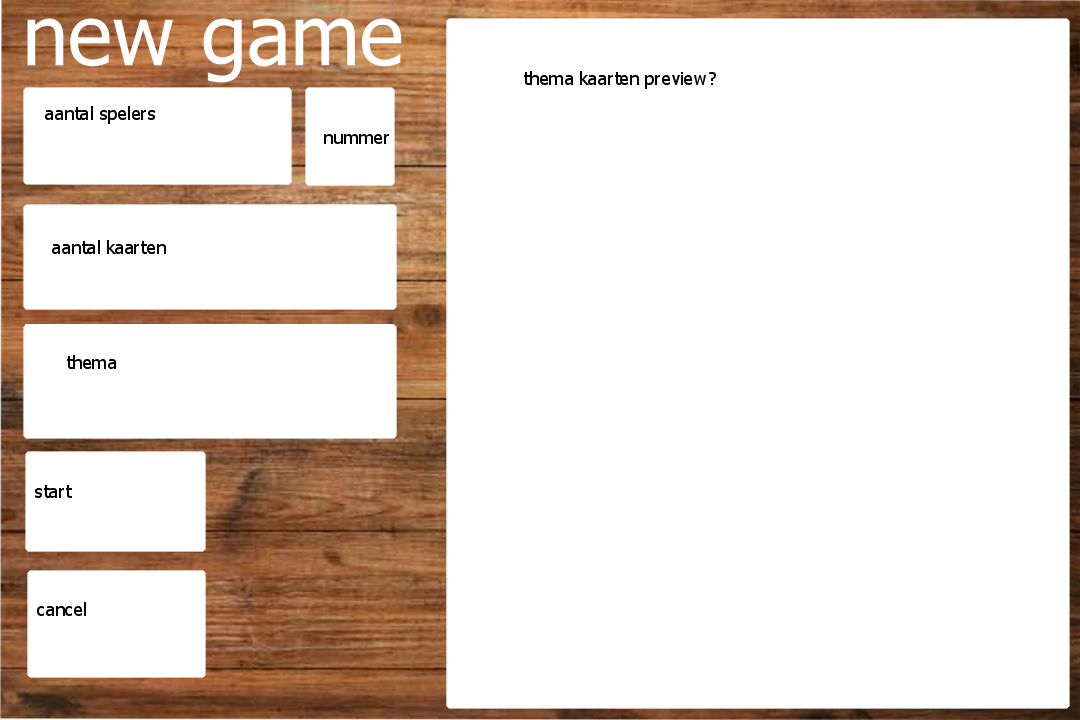 new game
aantal spelers
nummer
aantal kaarten
thema
start
cancel
thema kaarten preview?